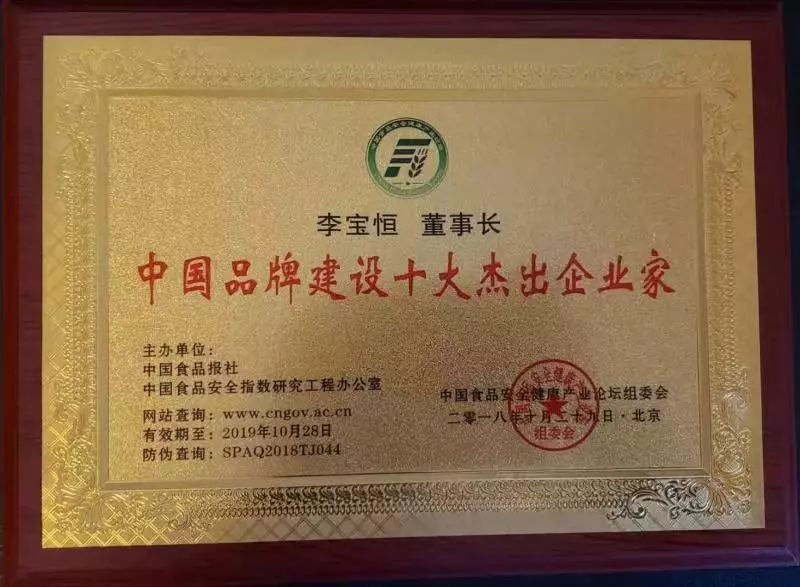 李宝恒 董事长
中国品牌建设十大杰出企业家
主办单位:
中国食品报社
中国食品安全指数研究工程办公室
网站查询: www.cngov.ac.cn
有效期至: 2019年10月28日
防伪查询: SPAQ2018TJ044
中国食品安全健康产业论坛组委会
二零一八年十月二十九日·北京
组委会